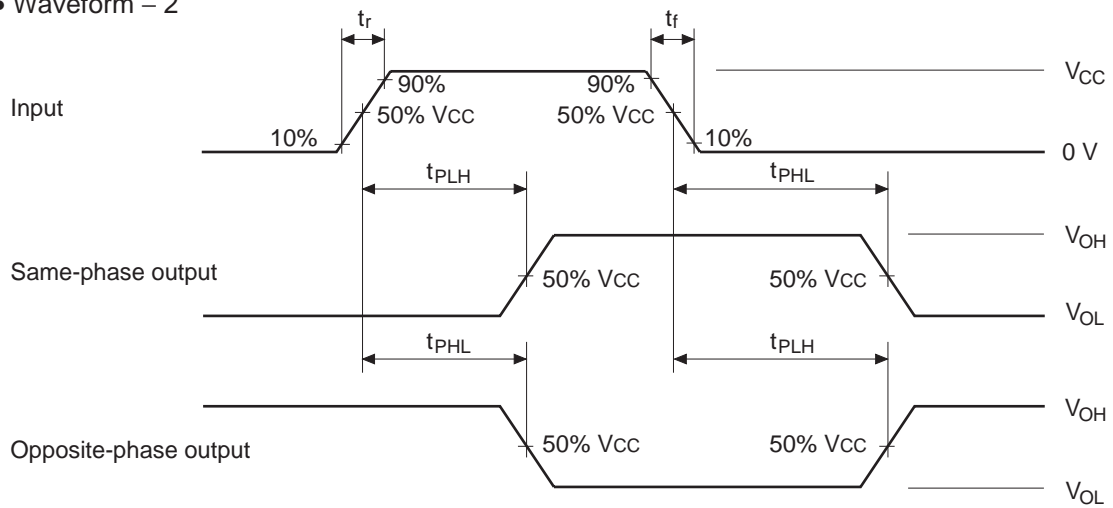 • Waveform – 2
tr
tf
90%
90%
VCC
Input
50% VCC
50% VCC
10%
10%
0 V
tPLH
tPHL
VOH
Same-phase output
50% VCC
50% VCC
VOL
tPHL
tPLH
VOH
Opposite-phase output
50% VCC
50% VCC
VOL